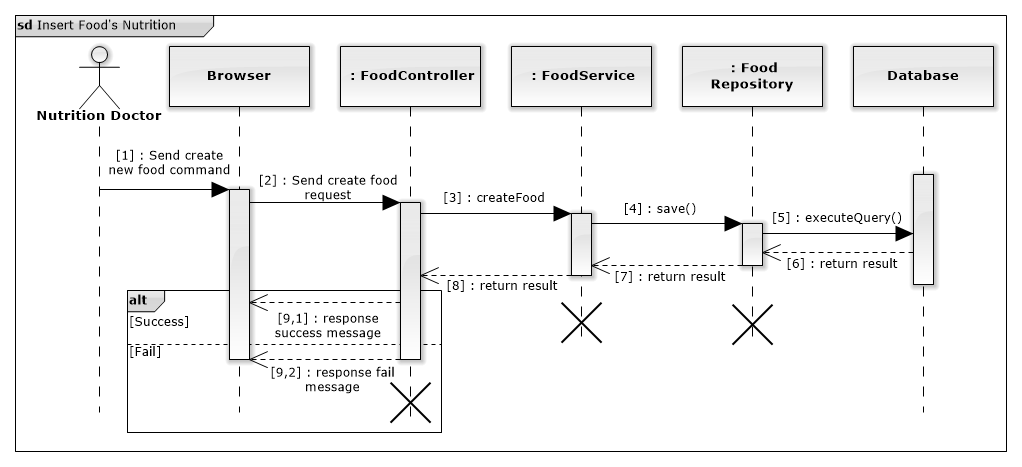 sd Insert Food's Nutrition
Nutrition Doctor
Browser
: FoodController
: FoodService
: Food
Repository
Database
[1] : Send create
new food command
[2] : Send create food
request
[3] : createFood
[4] : save()
[5] : executeQuery()
[6] : return result
[7] : return result
[8] : return result
alt
[Success]
[9,1] : response
success message
[Fail]
[9,2] : response fail
message